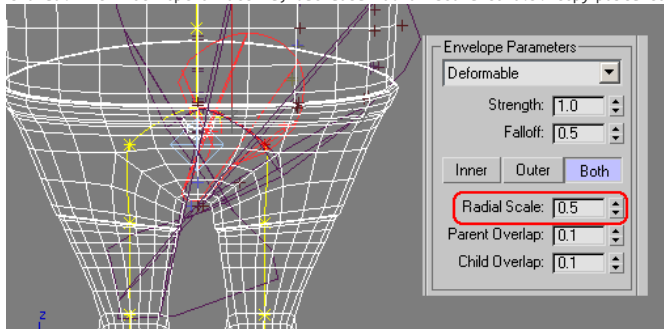 Envelope Parameters
Deformable
Strength: 1.0
Falloff: 0.5
Inner Outer Both
Radial Scale: 0.5
Parent Overlap: 0.1
Child Overlap: 0.1
z